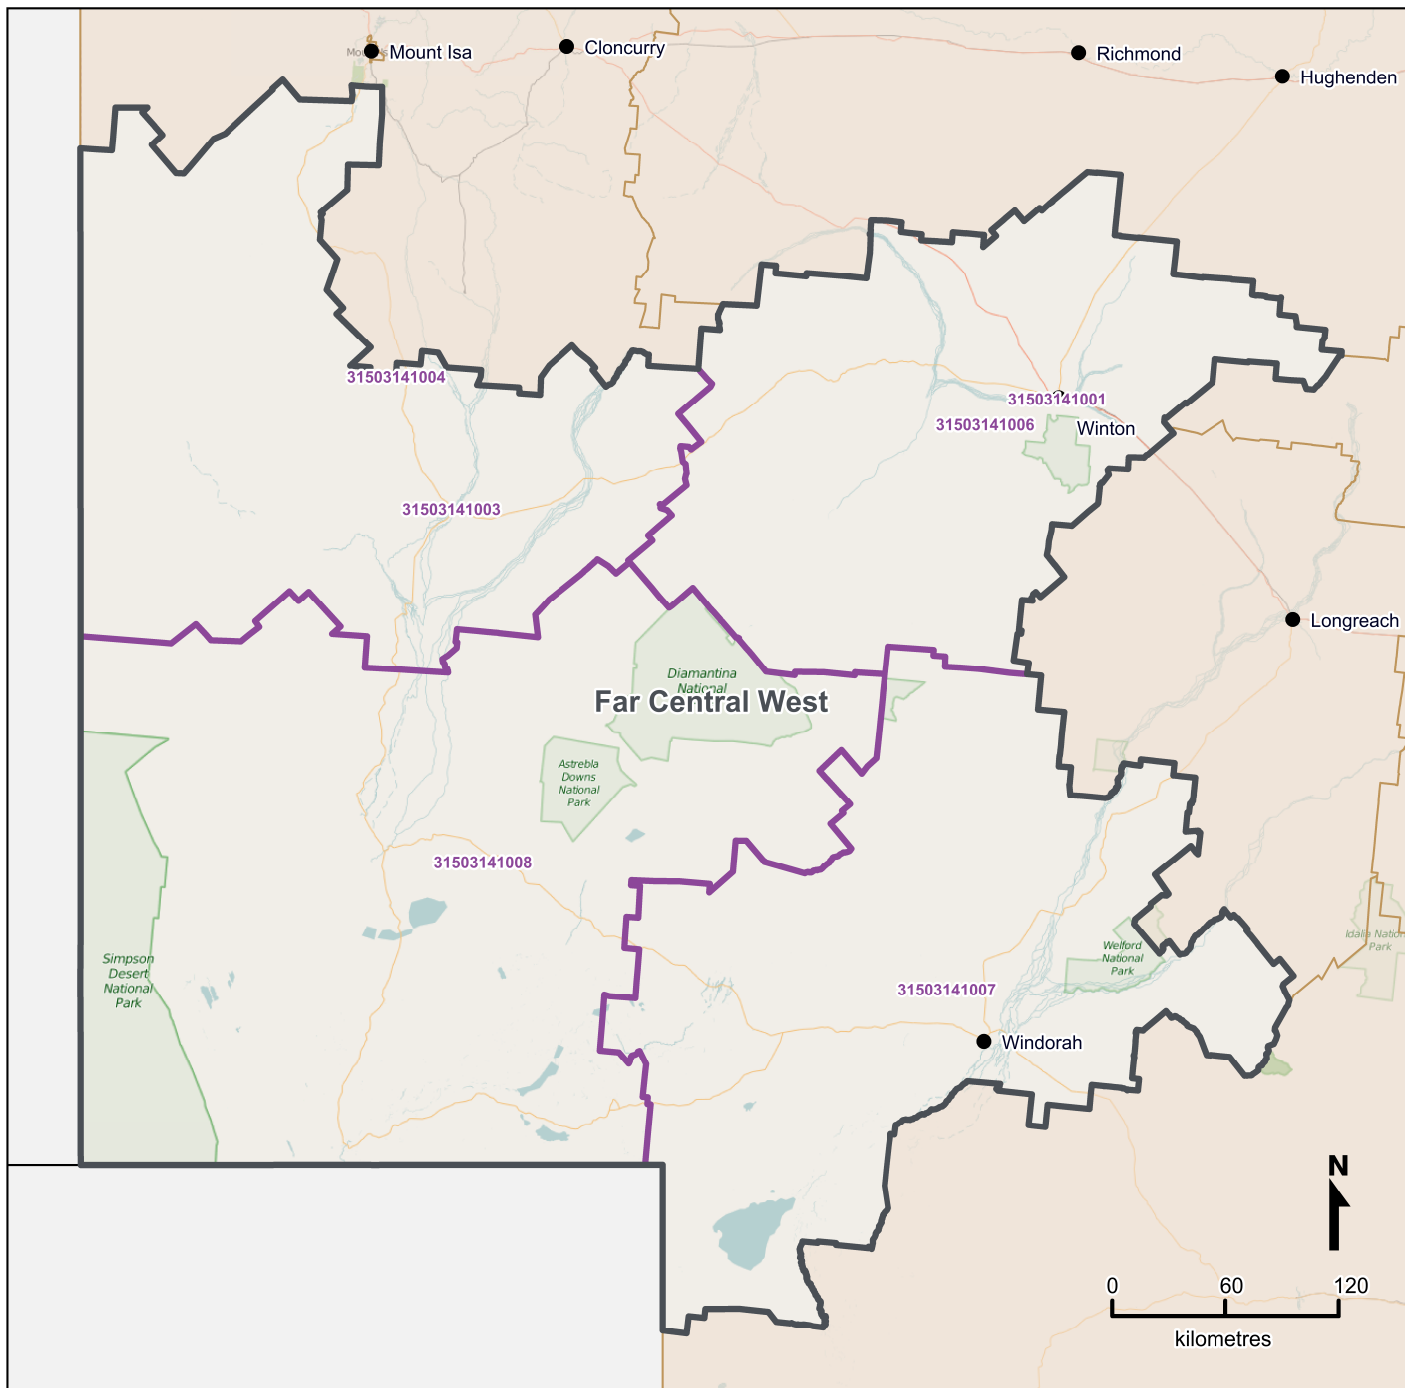 Mount Isa
Cloncurry
Richmond
Hughenden
31503141004
31503141001
31503141006
Winton
31503141003
Longreach
Diamantina
National
Far Central West
Astrebla
Downs
National
Park
31503141008
Idalia Nation
Park
Welford
National
Park
Simpson
Desert
National
Park
31503141007
Windorah
N
0 60 120
kilometres